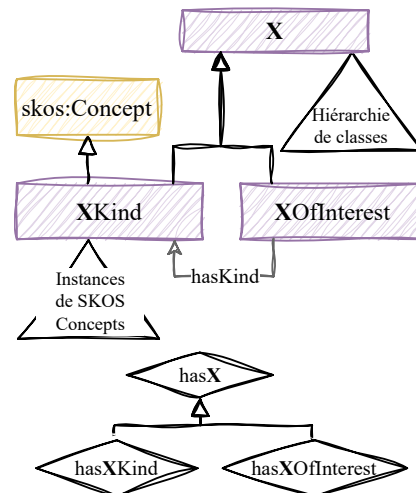 X
skos:Concept
Hiérarchie
de classes
XKind
XOfInterest
hasKind
Instances
de SKOS
Concepts
hasX
hasXKind
hasXOfInterest